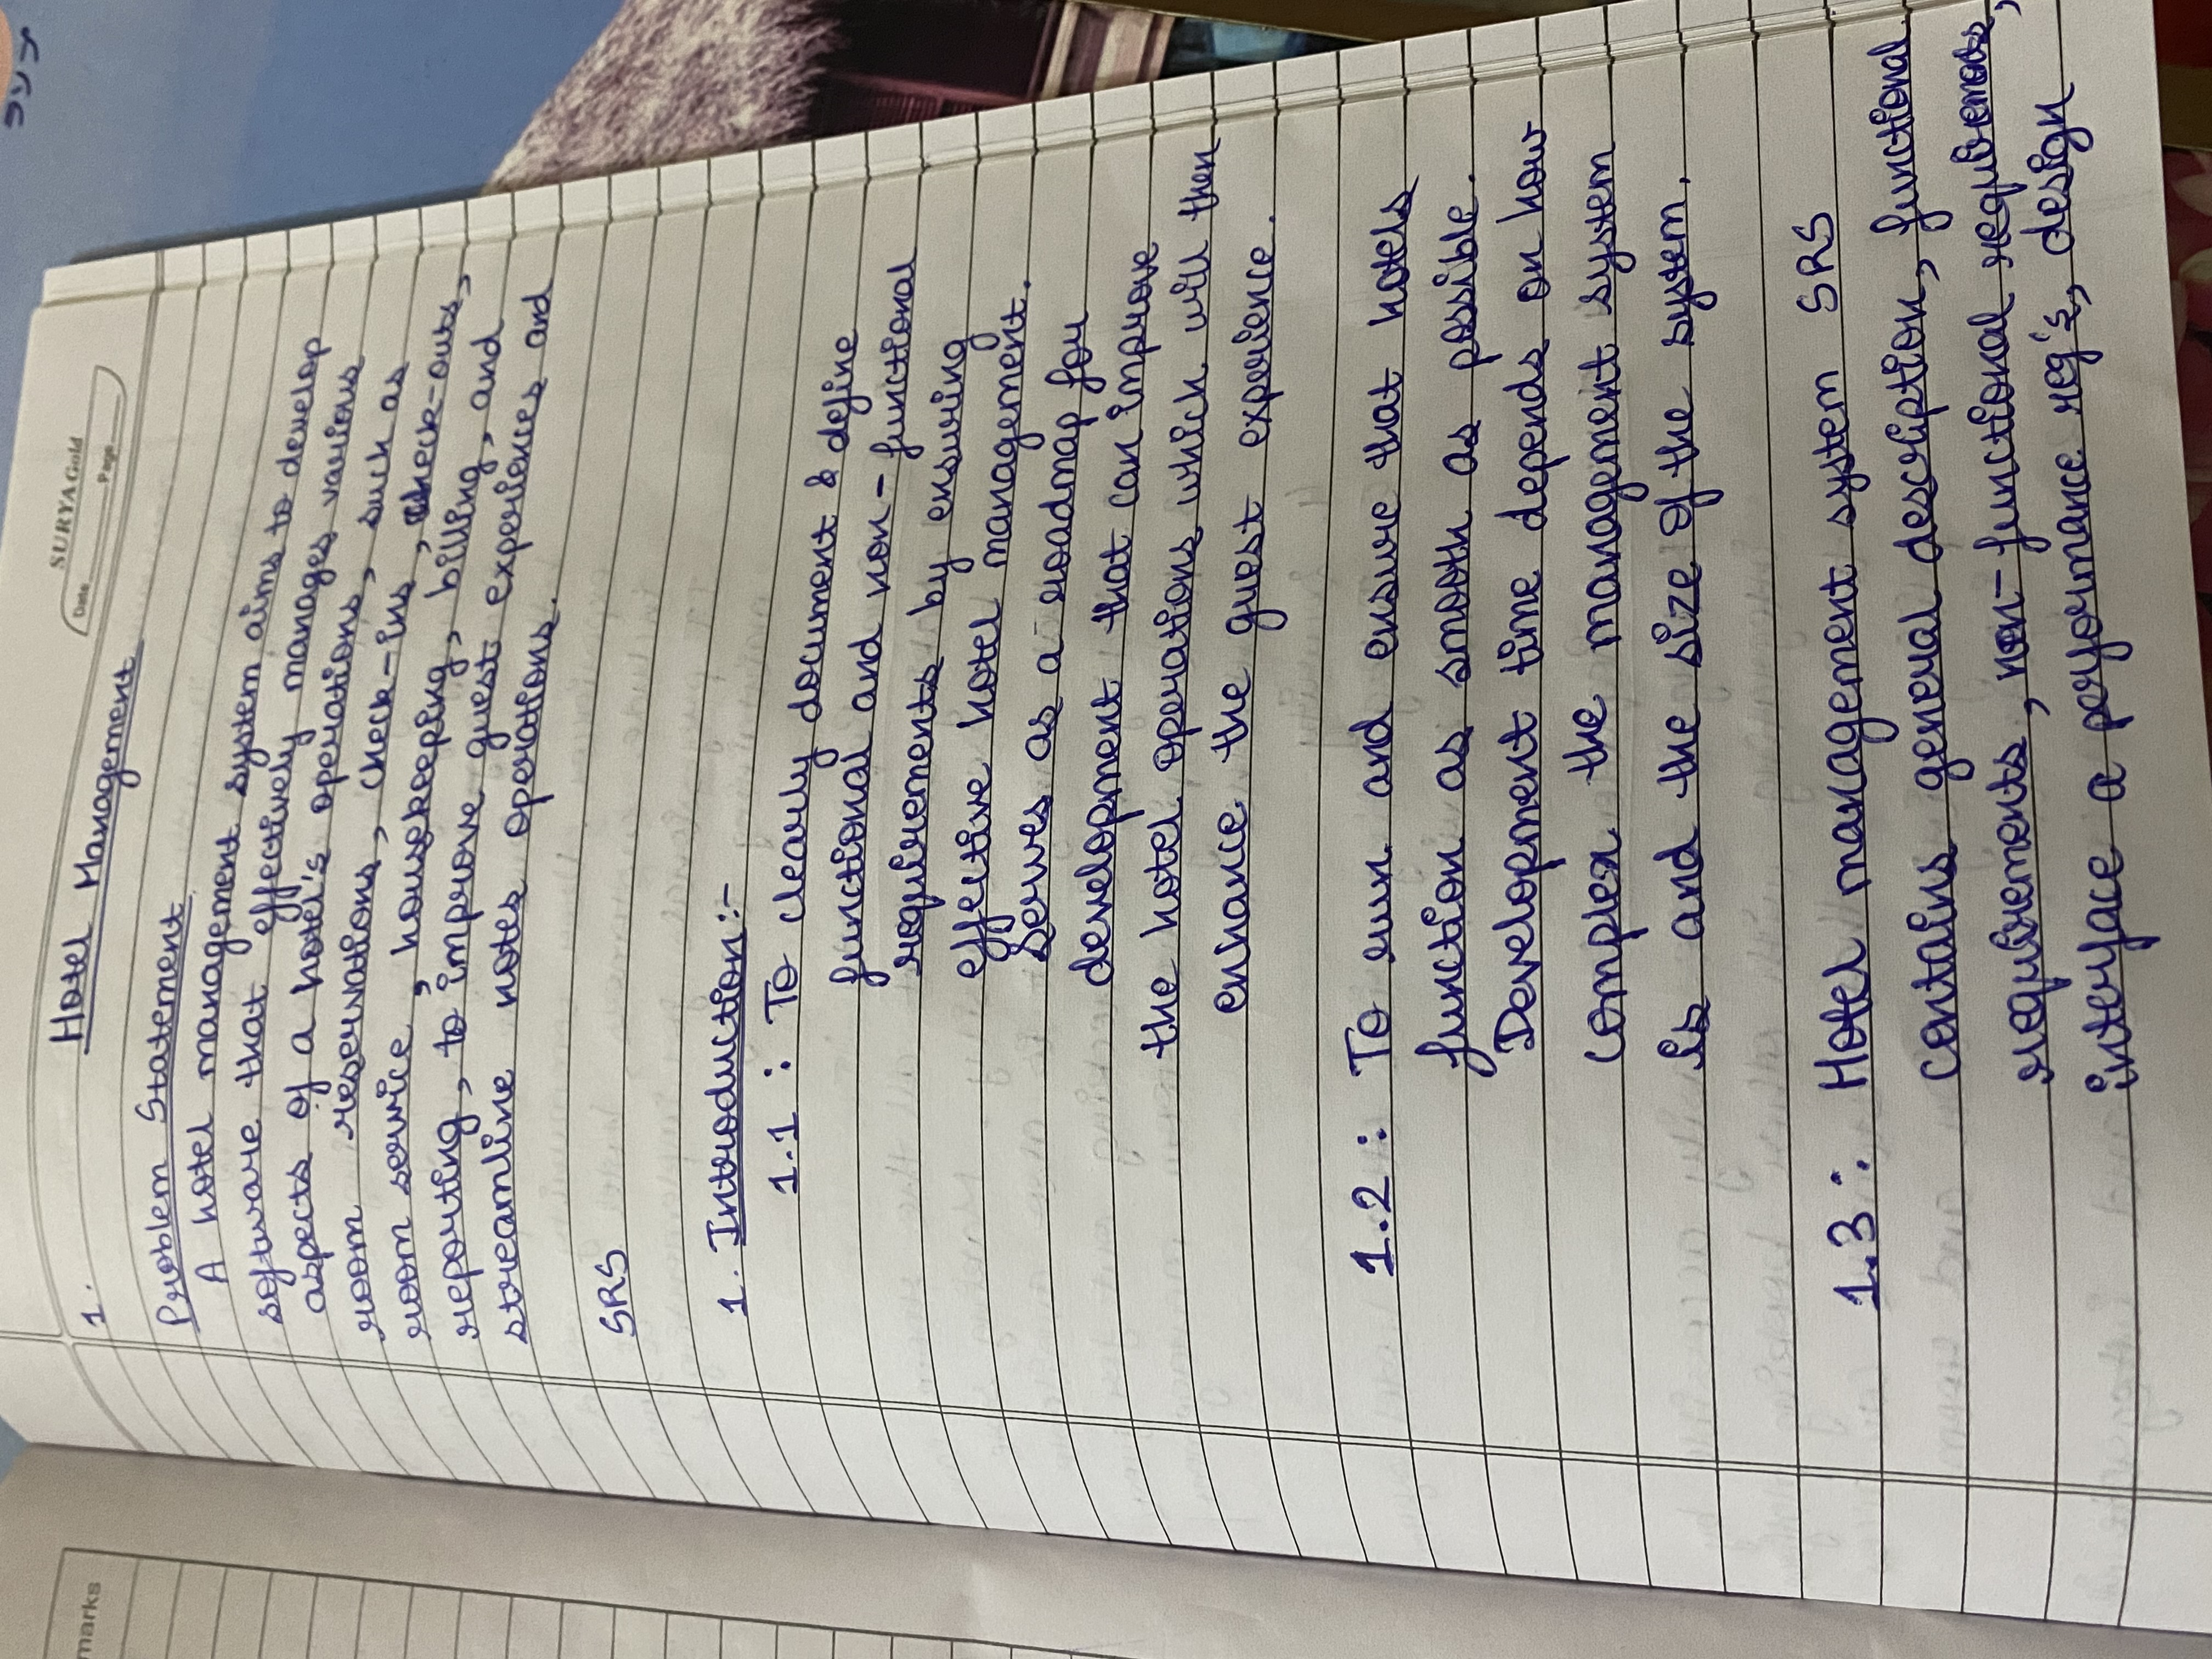 marks
SURYA Gold
Date Page
1. Hotel Management
Problem Statement
A hotel management system aims to develop
software that effectively manages various
aspects of a hotel's operations, such as
room reservations, check-ins, check-outs,
room service, housekeeping, billing, and
reporting, to improve guest experiences and
streamline hotes operations.
SRS
1. Introduction:-
1.1 : To clearly document & define
functional and non-functional
requirements by ensuring
effective hotel management.
Serves as a roadmap for
development that can improve
the hotel operations which will then
enhance the guest experience.
1.2 : To run and ensure that hotels
function as smooth as possible.
Development time depends on how
complex the management system
is and the size of the system.
1.3 : Hotel management system SRS
contains general description, functional
requirements, non-functional requirements,
interface a performance req's, design